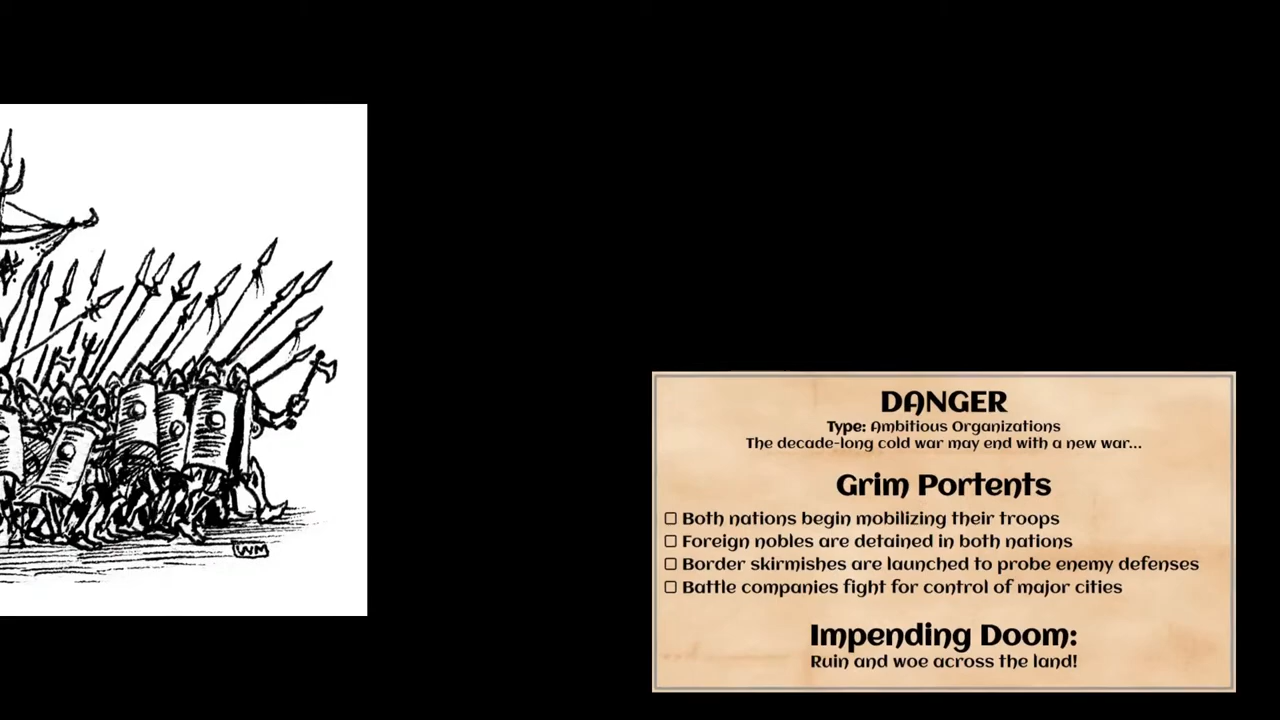 WM
DANGER
Type: Ambitious Organizations
The decade-long cold war may end with a new war...
Grim Portents
☐ Both nations begin mobilizing their troops
☐ Foreign nobles are detained in both nations
☐ Border skirmishes are launched to probe enemy defenses
☐ Battle companies fight for control of major cities
Impending Doom:
Ruin and woe across the land!